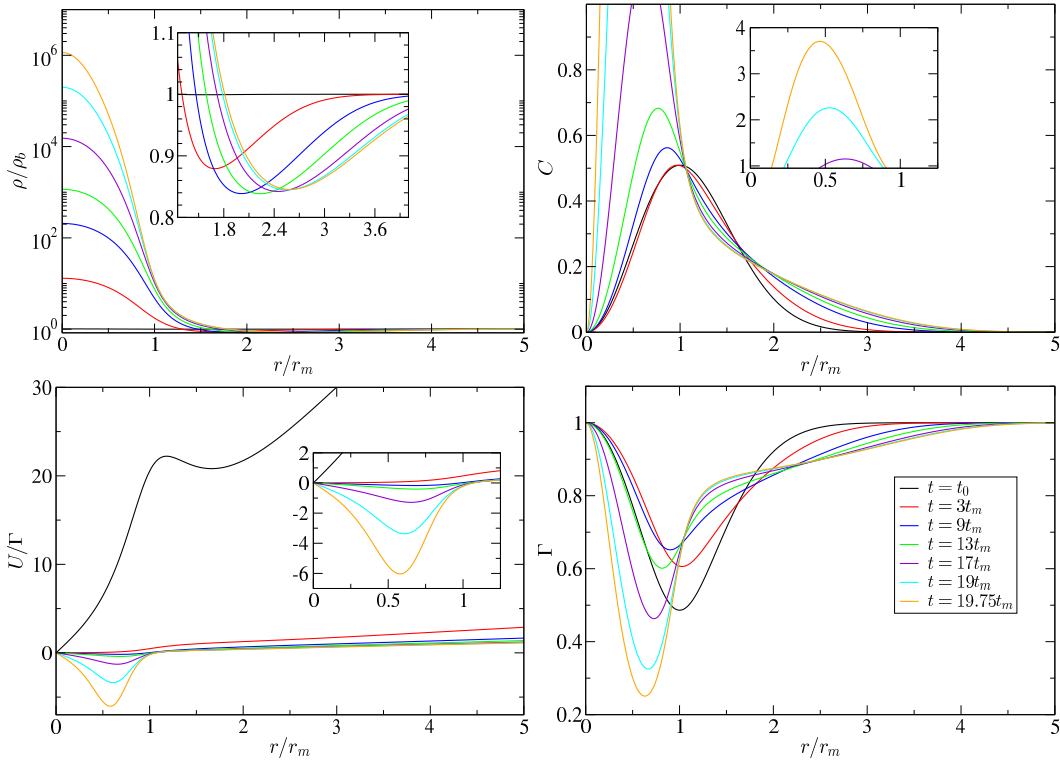 10^6
10^4
10^2
10^0
ρ/ρ_b
0 1 2 3 4 5
r/r_m
1.1
1
0.9
0.8
1.8 2.4 3 3.6
0.8
0.6
0.4
0.2
0
C
0 1 2 3 4 5
r/r_m
4
3
2
1
0 0.5 1
30
20
10
0
U/Γ
0 1 2 3 4 5
r/r_m
2
0
-2
-4
-6
0 0.5 1
1
0.8
0.6
0.4
0.2
Γ
0 1 2 3 4 5
r/r_m
t = t_0
t = 3t_m
t = 9t_m
t = 13t_m
t = 17t_m
t = 19t_m
t = 19.75t_m